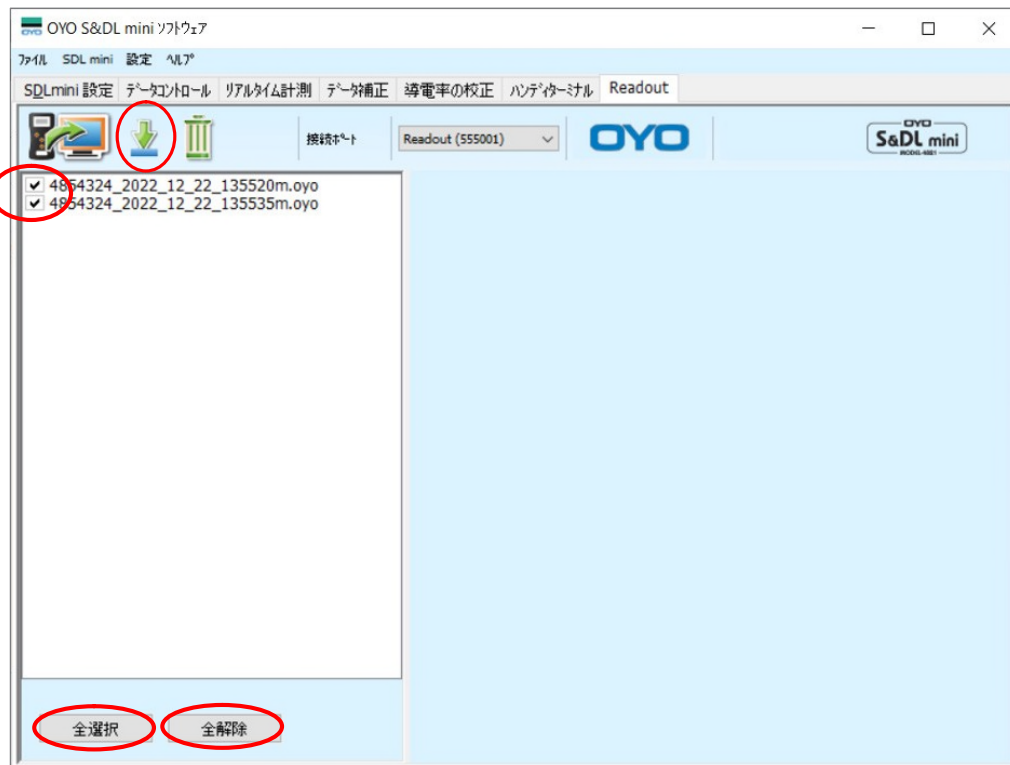 OYO S&DL mini ソフトウェア
ファイル SDL mini 設定 ヘルプ
SDLmini 設定 データコントロール リアルタイム計測 データ補正 導電率の校正 ハンディターミナル Readout
接続ポート Readout (555001) OYO OYO S&DL mini MODEL-4881
4854324_2022_12_22_135520m.oyo
4854324_2022_12_22_135535m.oyo
全選択 全解除